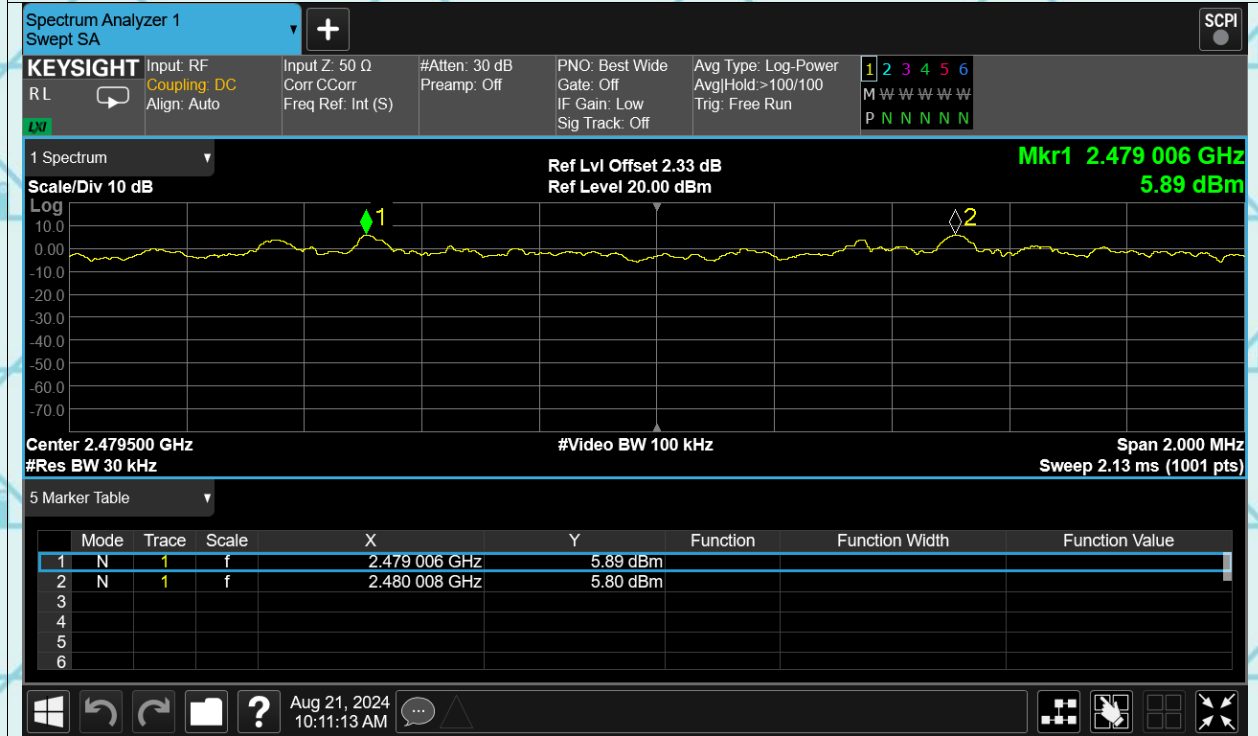 Spectrum Analyzer 1
Swept SA
+
SCPI
KEYSIGHT
R L
LXI
Input: RF
Coupling: DC
Align: Auto
Input Z: 50 Ω
Corr CCorr
Freq Ref: Int (S)
#Atten: 30 dB
Preamp: Off
PNO: Best Wide
Gate: Off
IF Gain: Low
Sig Track: Off
Avg Type: Log-Power
Avg|Hold:>100/100
Trig: Free Run
1 2 3 4 5 6
M W W W W W
P N N N N N
1 Spectrum
Scale/Div 10 dB
Ref Lvl Offset 2.33 dB
Ref Level 20.00 dBm
Mkr1 2.479 006 GHz
5.89 dBm
Log
10.0
0.00
-10.0
-20.0
-30.0
-40.0
-50.0
-60.0
-70.0
1
2
Center 2.479500 GHz
#Video BW 100 kHz
Span 2.000 MHz
#Res BW 30 kHz
Sweep 2.13 ms (1001 pts)
5 Marker Table
Mode Trace Scale X Y Function Function Width Function Value
1 N 1 f 2.479 006 GHz 5.89 dBm
2 N 1 f 2.480 008 GHz 5.80 dBm
3
4
5
6
?
Aug 21, 2024
10:11:13 AM